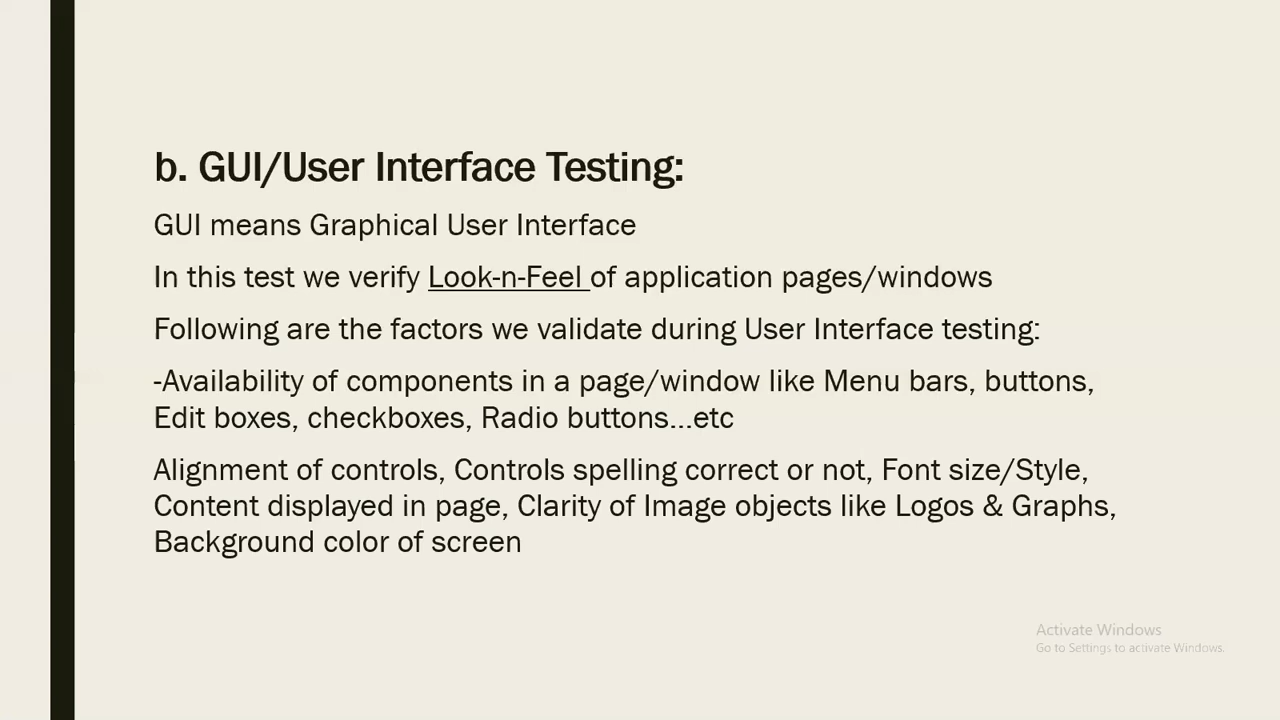 b. GUI/User Interface Testing:
GUI means Graphical User Interface
In this test we verify Look-n-Feel of application pages/windows
Following are the factors we validate during User Interface testing:
-Availability of components in a page/window like Menu bars, buttons,
Edit boxes, checkboxes, Radio buttons...etc
Alignment of controls, Controls spelling correct or not, Font size/Style,
Content displayed in page, Clarity of Image objects like Logos & Graphs,
Background color of screen
Activate Windows
Go to Settings to activate Windows.